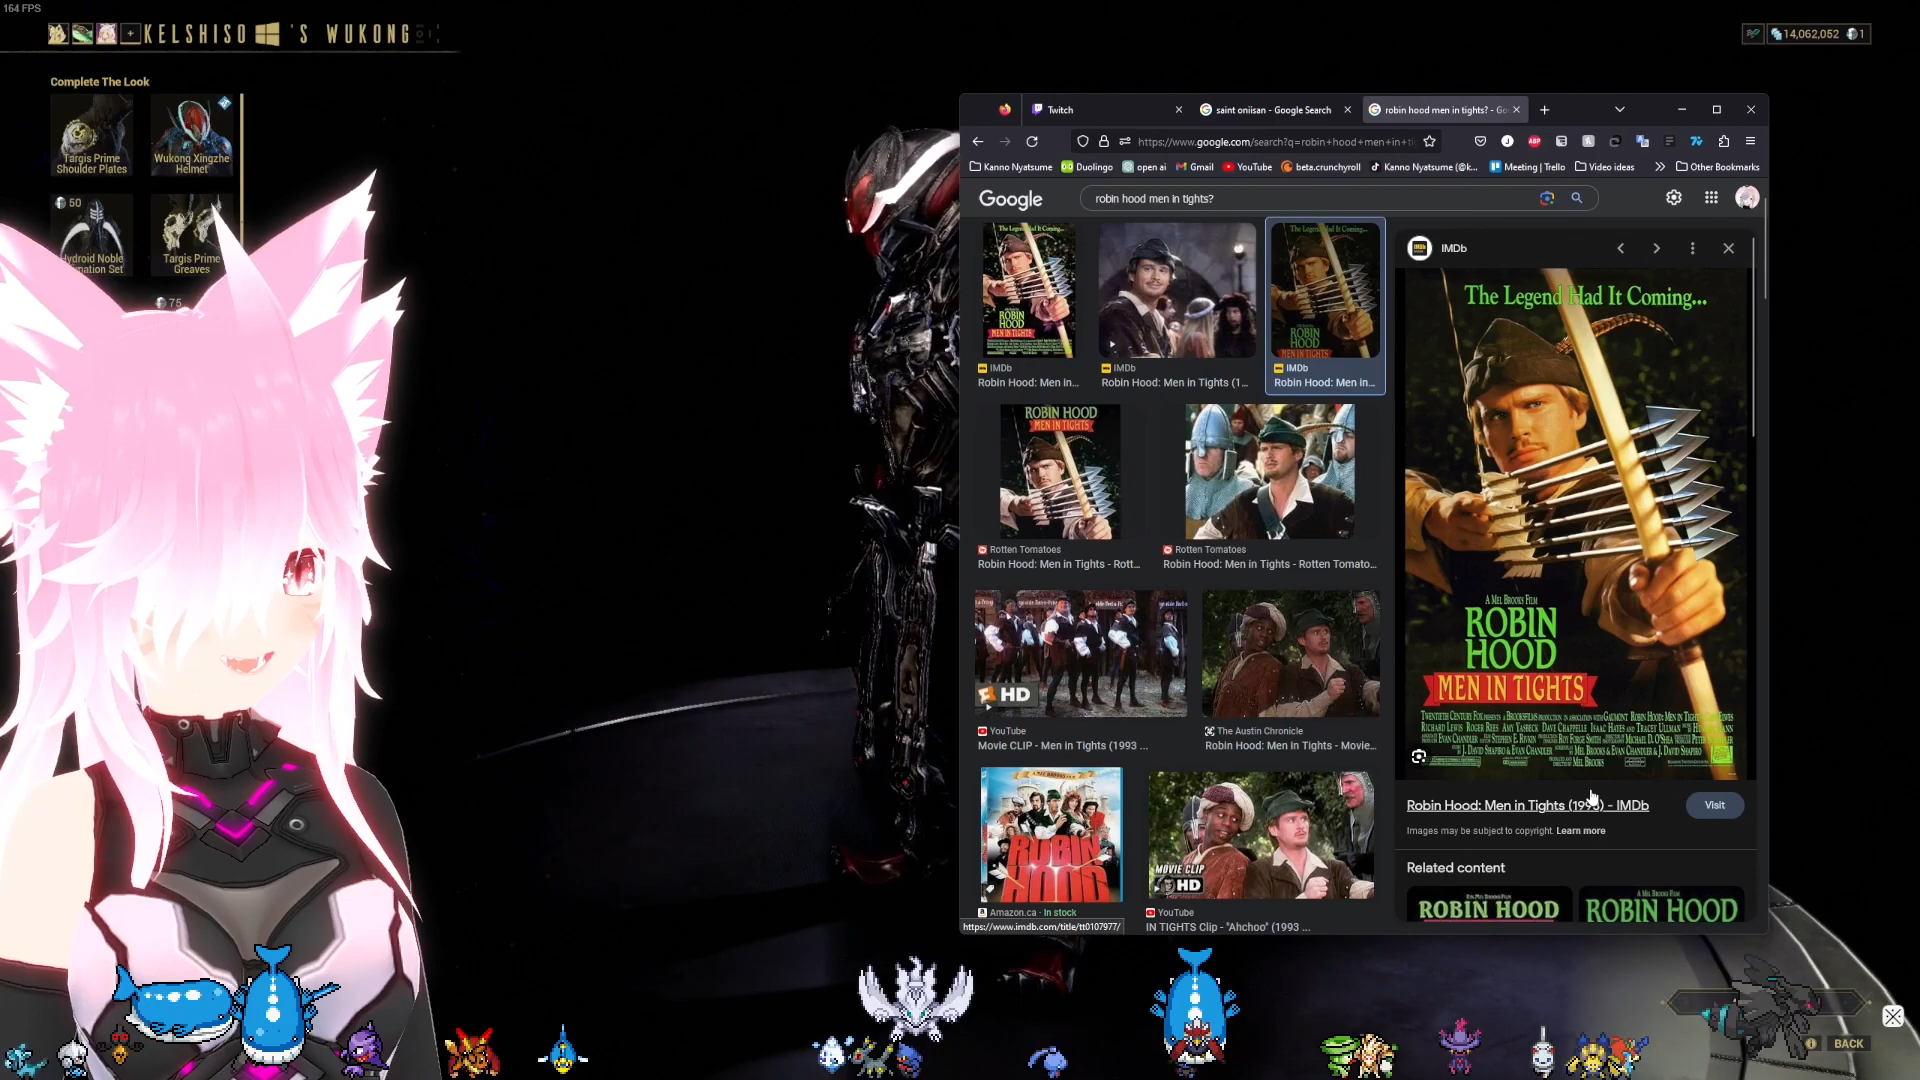 164 FPS
KELSHISO 'S WUKONG
14,062,052 1
Complete The Look
Targis Prime
Shoulder Plates
Wukong Xingzhe
Helmet
50
Hydroid Noble
Targis Prime
Greaves
75
Twitch
saint oniisan - Google Search
robin hood men in tights? - Go
https://www.google.com/search?q=robin+hood+men+in+ti
Kanno Nyatsume
Duolingo
open ai
Gmail
YouTube
beta.crunchyroll
Kanno Nyatsume (@k...
Meeting | Trello
Video ideas
Other Bookmarks
Google
robin hood men in tights?
IMDb
Robin Hood: Men in...
IMDb
Robin Hood: Men in Tights (1...
IMDb
Robin Hood: Men in...
Rotten Tomatoes
Robin Hood: Men in Tights - Rott...
Rotten Tomatoes
Robin Hood: Men in Tights - Rotten Tomato...
HD
YouTube
Movie CLIP - Men in Tights (1993 ...
The Austin Chronicle
Robin Hood: Men in Tights - Movie...
ROBIN
HOOD
Amazon.ca · In stock
MOVIE CLIP
HD
YouTube
IN TIGHTS Clip - "Ahchoo" (1993 ...
https://www.imdb.com/title/tt0107977/
IMDb
The Legend Had It Coming...
A MEL BROOKS FILM
ROBIN
HOOD
MEN IN TIGHTS
Robin Hood: Men in Tights (1993) - IMDb
Visit
Images may be subject to copyright. Learn more
Related content
ROBIN HOOD
A MEL BROOKS FILM
ROBIN HOOD
BACK